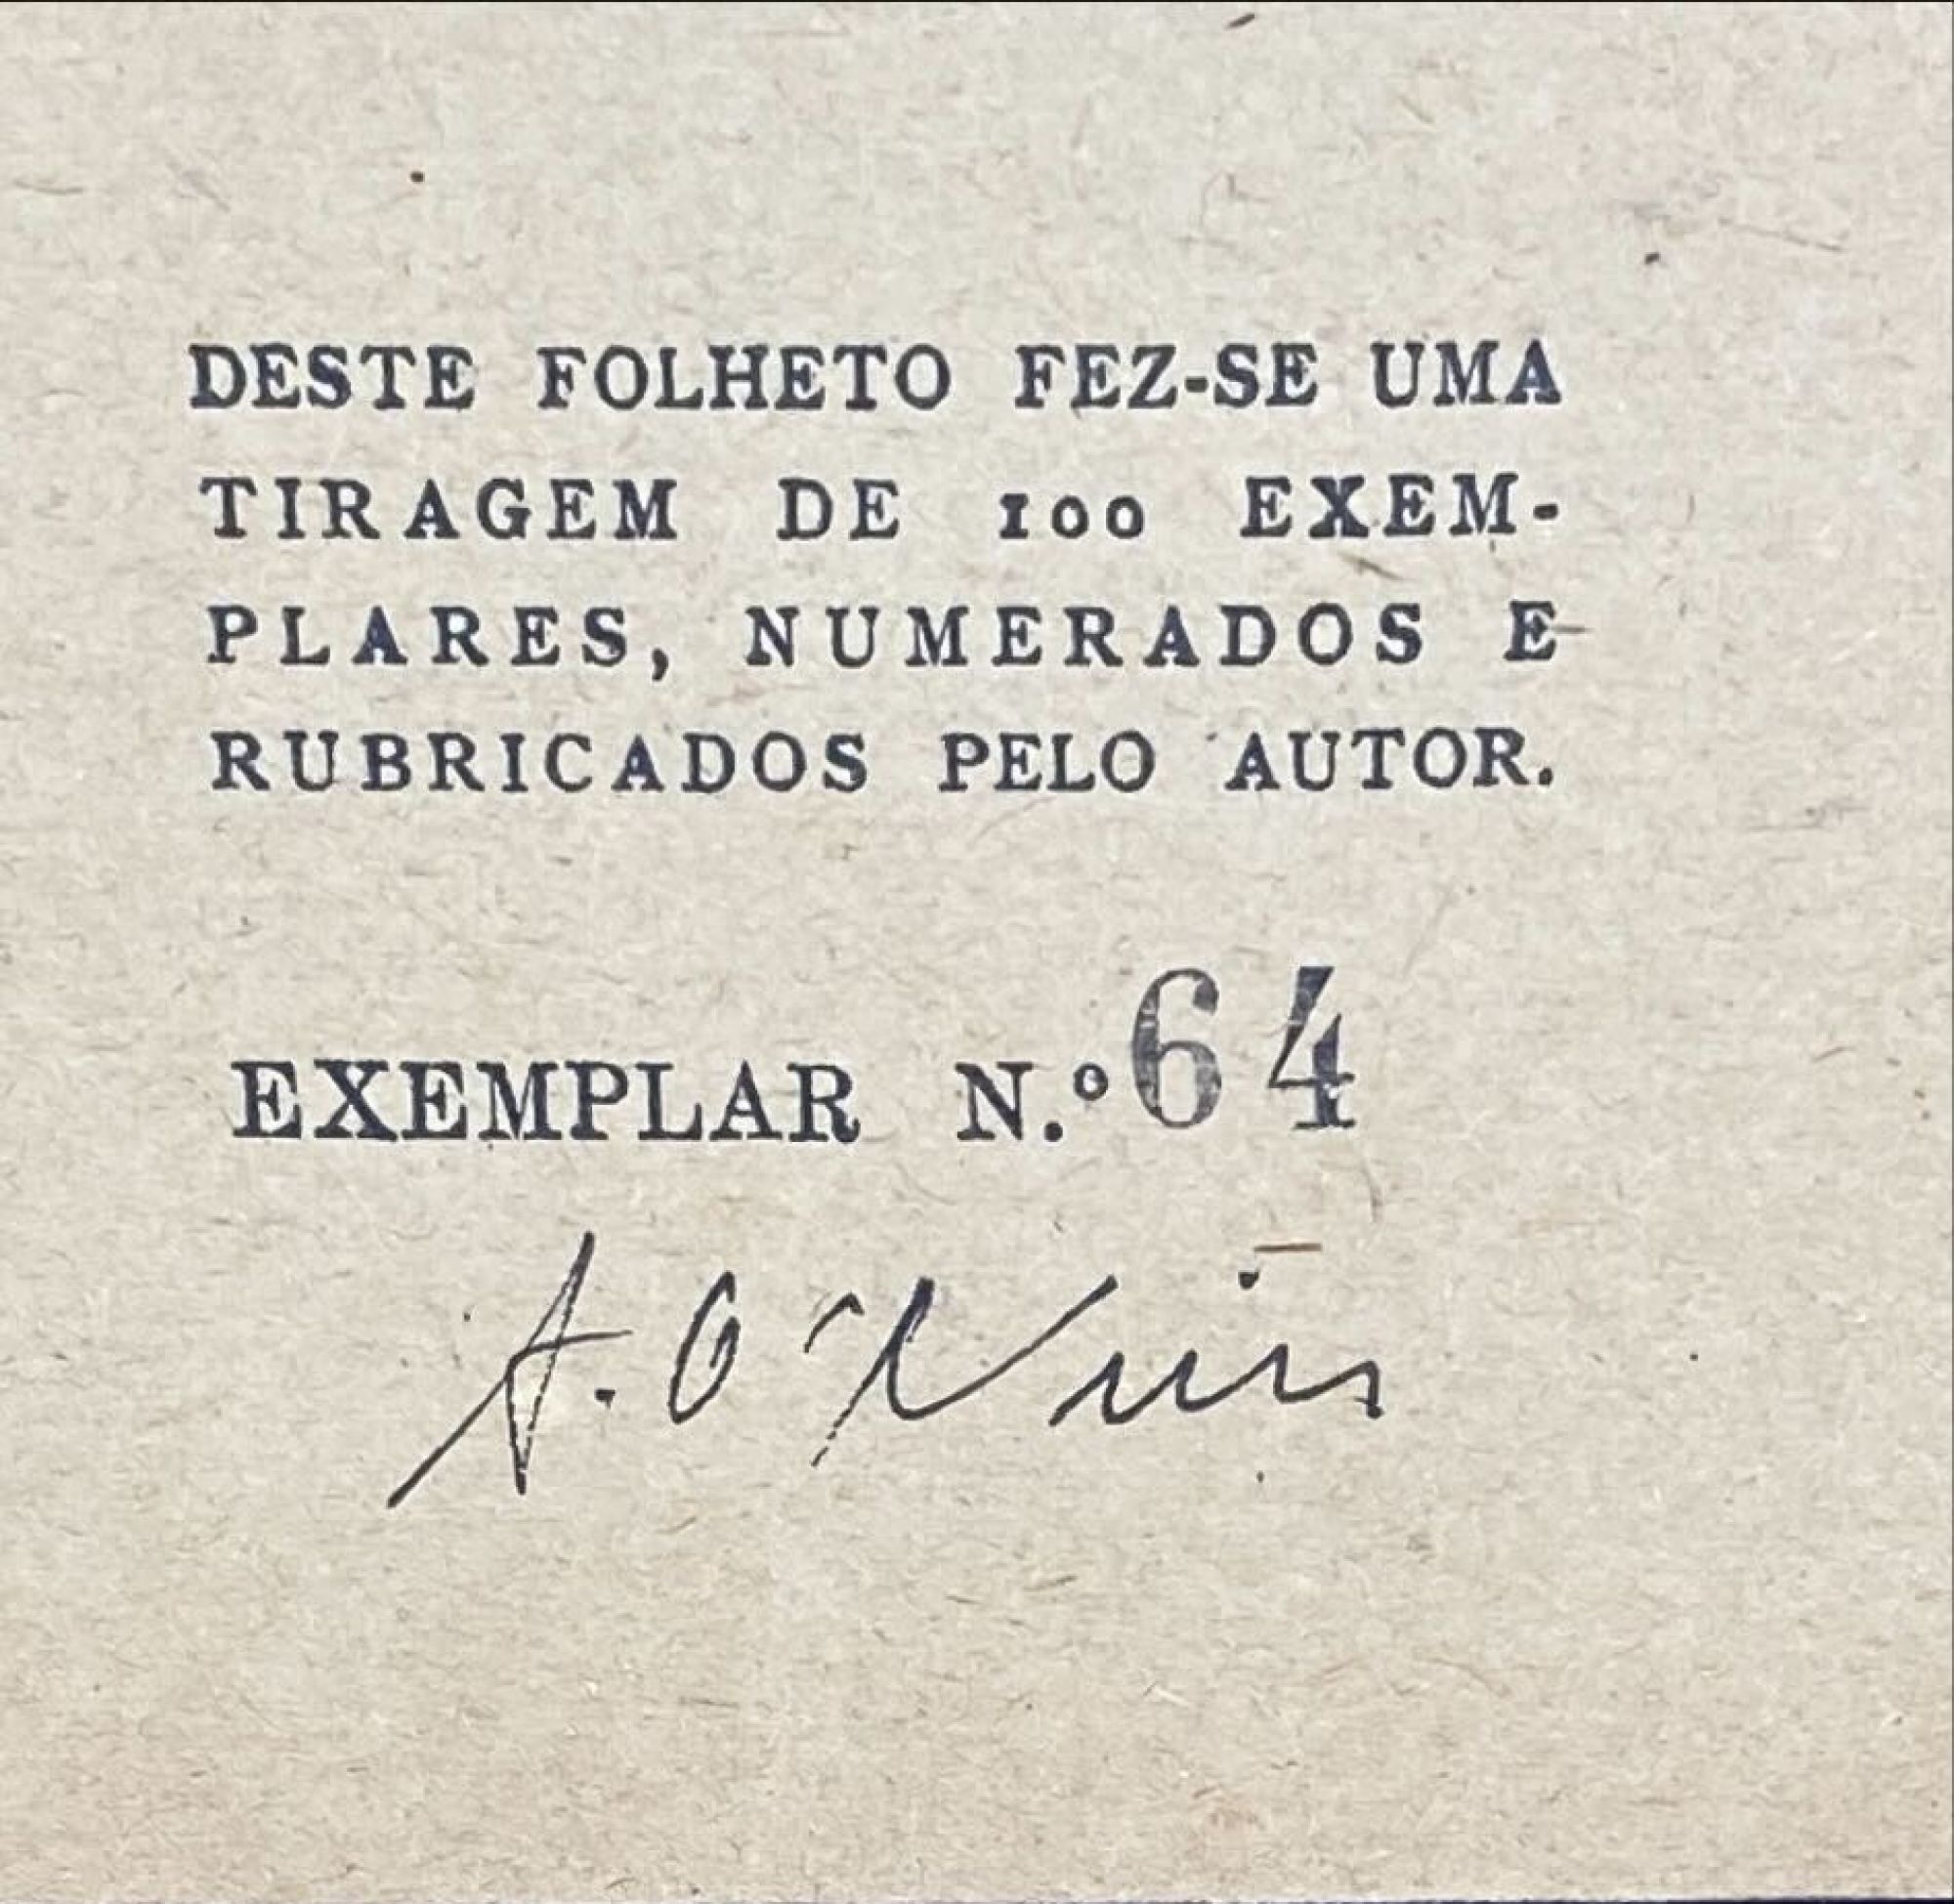 DESTE FOLHETO FEZ-SE UMA
TIRAGEM DE 100 EXEM-
PLARES, NUMERADOS E
RUBRICADOS PELO AUTOR.
EXEMPLAR N.º 64
A. O'